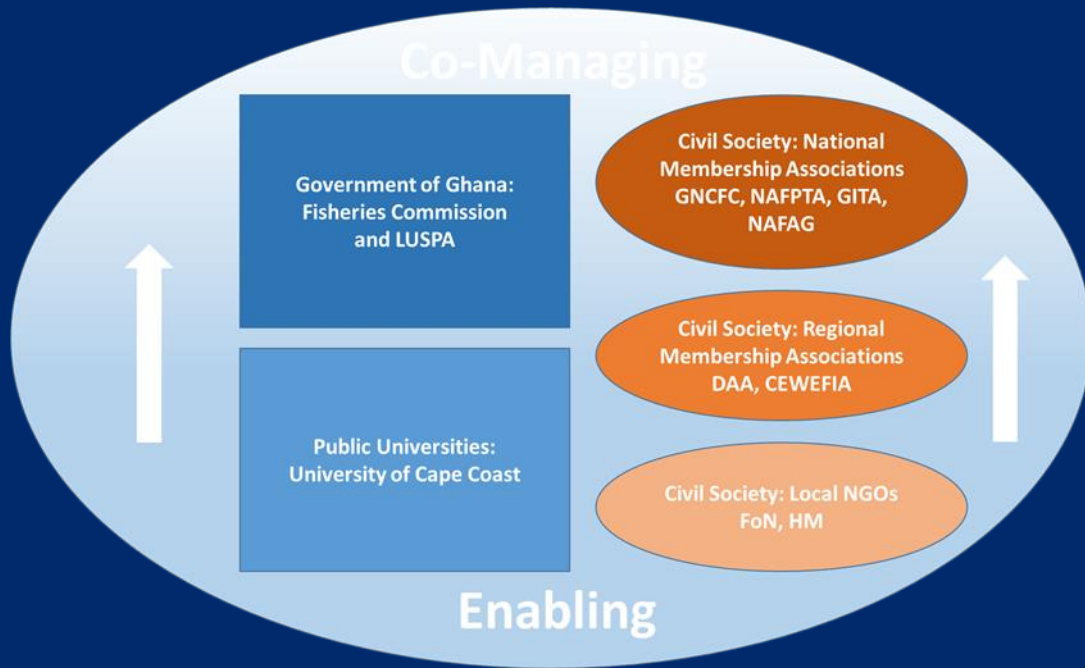 Co-Managing
Government of Ghana:
Fisheries Commission
and LUSPA
Civil Society: National
Membership Associations
GNCFC, NAFPTA, GITA,
NAFAG
Civil Society: Regional
Membership Associations
DAA, CEWEFIA
Public Universities:
University of Cape Coast
Civil Society: Local NGOs
FoN, HM
Enabling